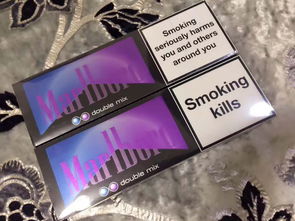 Marlboro
double mix
Smoking
seriously harms
you and others
around you
Marlboro
double mix
Smoking
kills